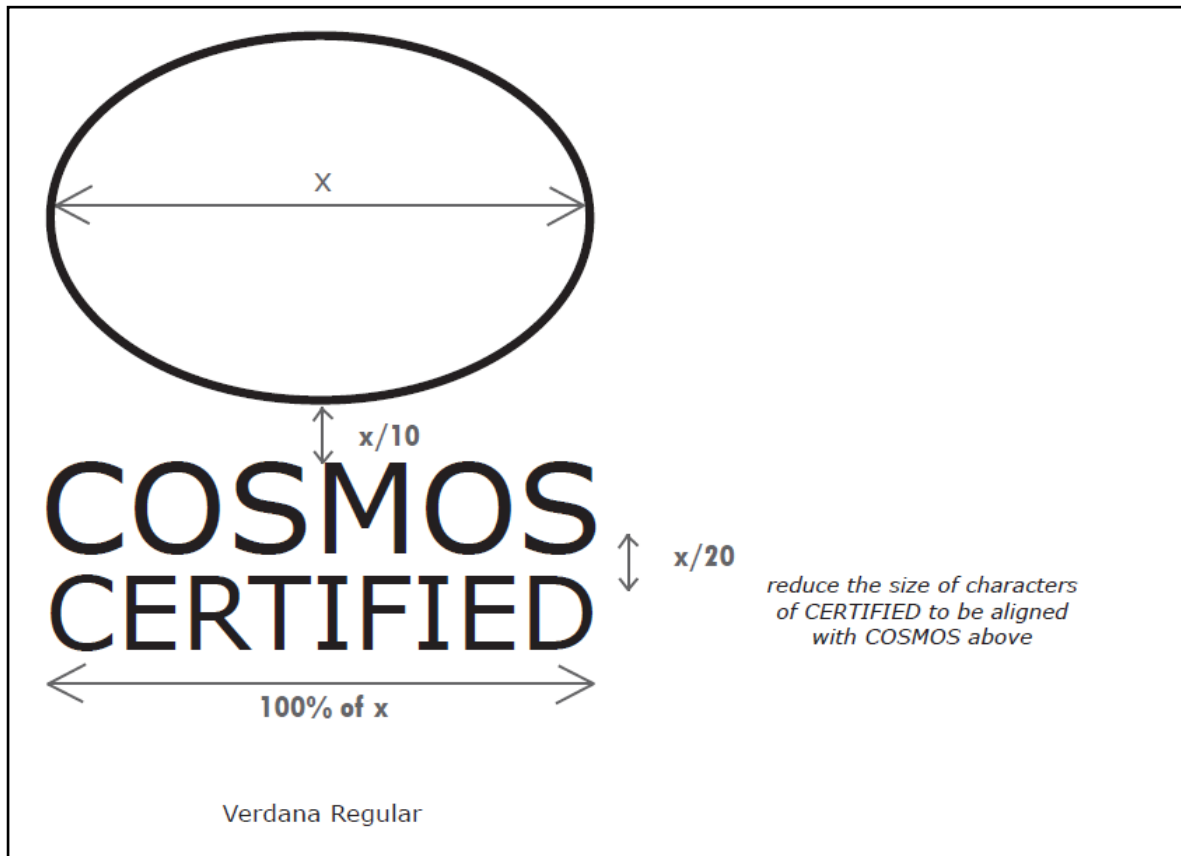 X
x/10
COSMOS
x/20
CERTIFIED
reduce the size of characters
of CERTIFIED to be aligned
with COSMOS above
100% of x
Verdana Regular